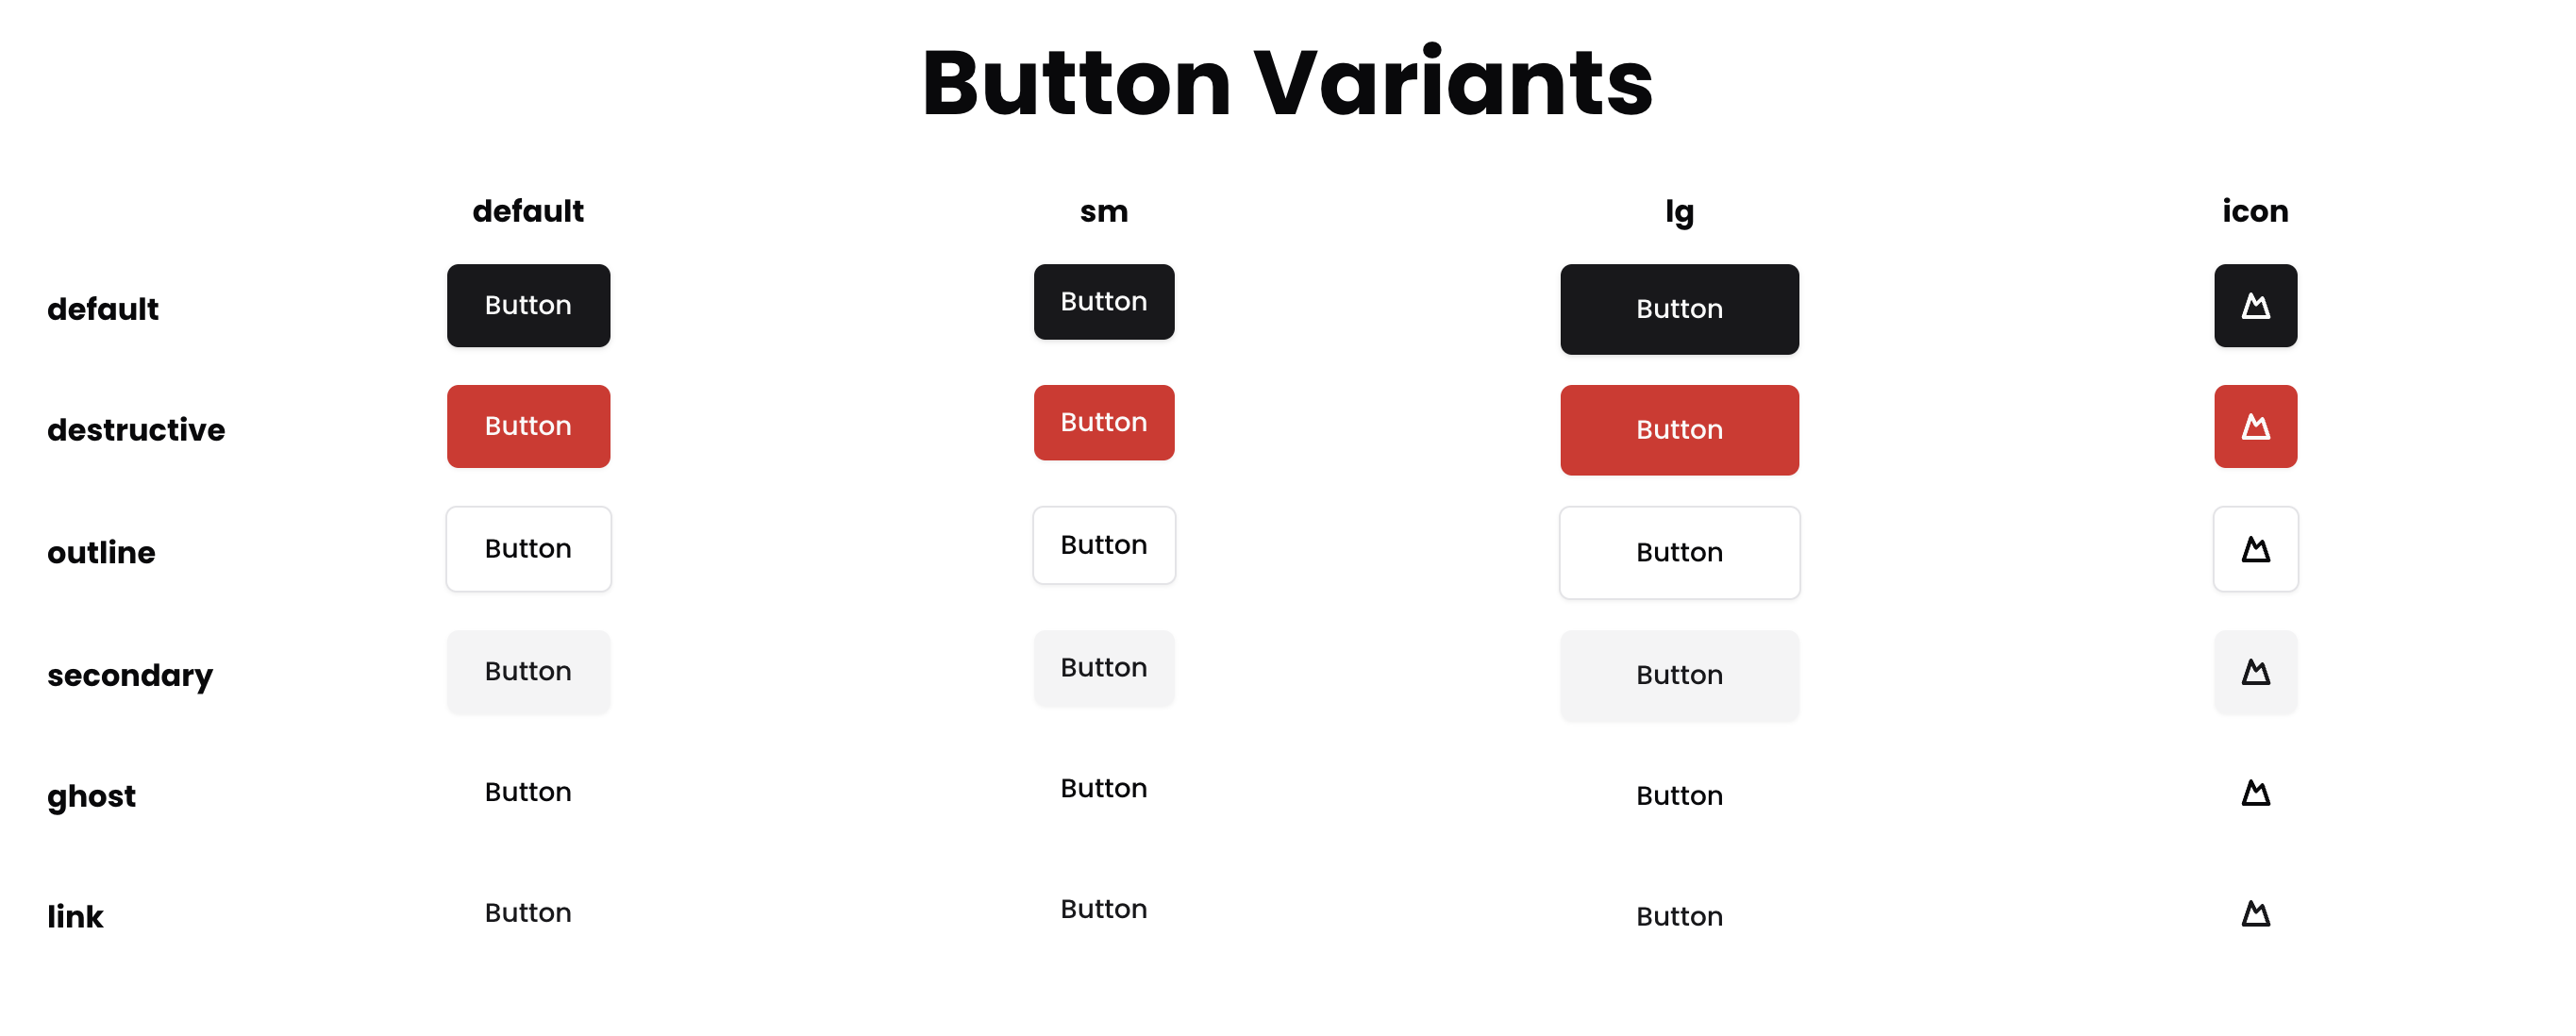 Button Variants
default sm lg icon
default Button Button Button
destructive Button Button Button
outline Button Button Button
secondary Button Button Button
ghost Button Button Button
link Button Button Button